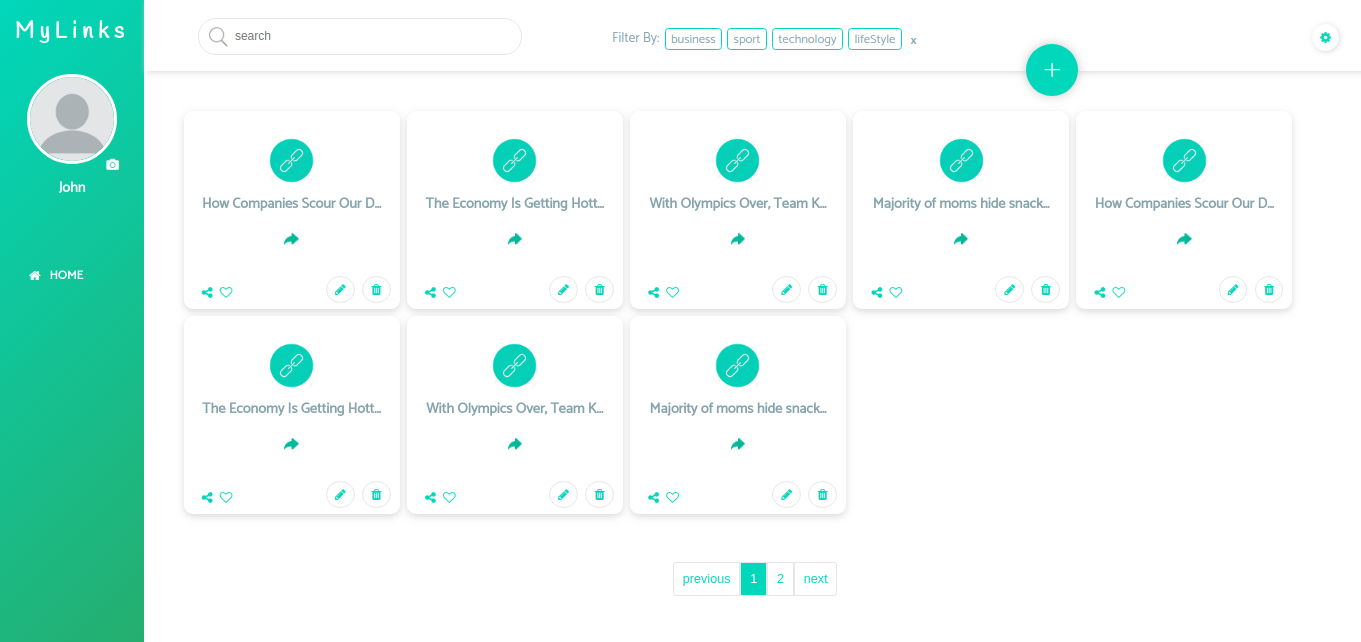 MyLinks
search
Filter By: business sport technology lifeStyle x
John
HOME
How Companies Scour Our D...
The Economy Is Getting Hott...
With Olympics Over, Team K...
Majority of moms hide snack...
How Companies Scour Our D...
The Economy Is Getting Hott...
With Olympics Over, Team K...
Majority of moms hide snack...
previous 1 2 next